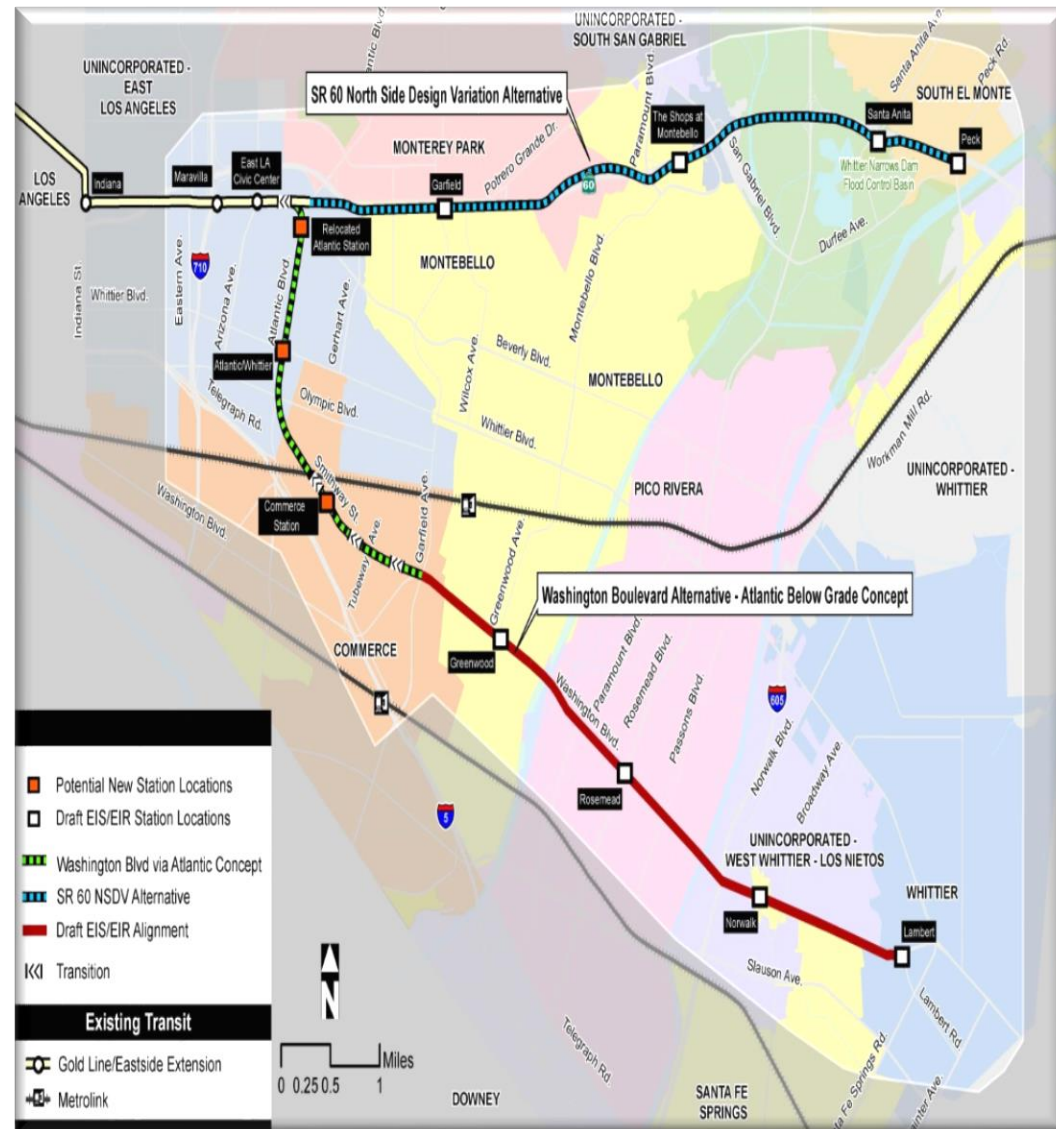 UNINCORPORATED -
SOUTH SAN GABRIEL
UNINCORPORATED -
EAST
LOS ANGELES
antic Blvd
Paramount Blvd.
Santa Anita Ave.
Peck Rd.
SOUTH EL MONTE
SR 60 North Side Design Variation Alternative
The Shops at
Montebello
Santa Anita
Peck
MONTEREY PARK
Potrero Grande Dr.
San Gabriel Blvd.
Whitter Narrows Dam
Flood Control Basin
LOS
ANGELES
Indiana
Maravilla
East LA
Civic Center
Garfield
60
Relocated
Atlantic Station
Durfee Ave.
MONTEBELLO
710
Indiana St.
Whittier Blvd.
Eastern Ave.
Arizona Ave.
Atlantic Blvd.
Gerhart Ave.
Montebello Blvd.
Wilcox Ave.
Beverly Blvd.
Atlantic/Whittier
MONTEBELLO
Telegraph Rd.
Olympic Blvd.
Whittier Blvd.
Workman Mill Rd.
UNINCORPORATED -
WHITTIER
PICO RIVERA
Smithway St.
Washington Blvd.
Commerce
Station
Garfield Ave.
Tubeway Ave.
Greenwood Ave.
Washington Boulevard Alternative - Atlantic Below Grade Concept
COMMERCE
Greenwood
Paramount Blvd.
Rosemead Blvd.
Passons Blvd.
Washington Blvd.
605
Norwalk Blvd.
Broadway Ave.
Rosemead
5
UNINCORPORATED -
WEST WHITTIER - LOS NIETOS
WHITTIER
Norwalk
Lambert
Slauson Ave.
Lambert Rd.
Telegraph Rd.
ta Fe Springs Rd.
ainter Ave.
DOWNEY
SANTA FE
SPRINGS
Potential New Station Locations
Draft EIS/EIR Station Locations
Washington Blvd via Atlantic Concept
SR 60 NSDV Alternative
Draft EIS/EIR Alignment
Transition
Existing Transit
Gold Line/Eastside Extension
Metrolink
N
Miles
0 0.25 0.5 1